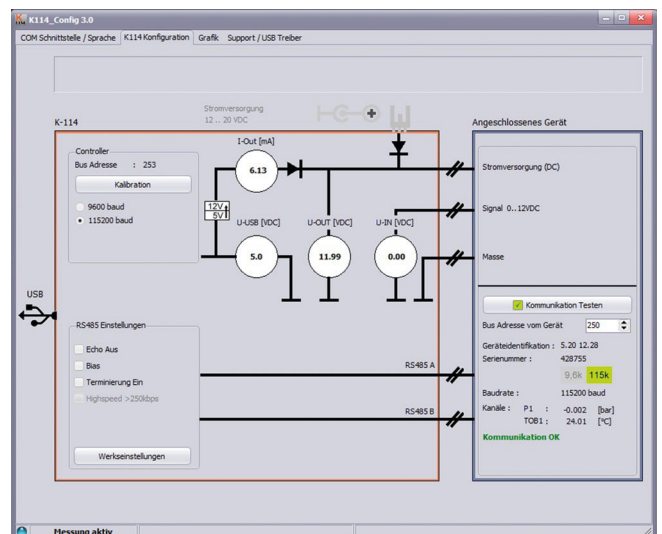 K114_Config 3.0
COM Schnittstelle / Sprache K114 Konfiguration Grafik Support / USB Treiber
Stromversorgung
12 .. 20 VDC
K-114
Angeschlossenes Gerät
Controller
Bus Adresse : 253
Kalibration
9600 baud
115200 baud
I-Out [mA]
6.13
12V
5V
U-USB [VDC] U-OUT [VDC] U-IN [VDC]
5.0 11.99 0.00
Stromversorgung (DC)
Signal 0..12VDC
Masse
USB
RS485 Einstellungen
Echo Aus
Bias
Terminierung Ein
Highspeed >250kbps
Werkseinstellungen
RS485 A
RS485 B
Kommunikation Testen
Bus Adresse vom Gerät 250
Geräteidentifikation : 5.20 12.28
Serienummer : 428755
9,6k 115k
Baudrate : 115200 baud
Kanäle : P1 : -0.002 [bar]
TOB1 : 24.01 [°C]
Kommunikation OK
Messung aktiv